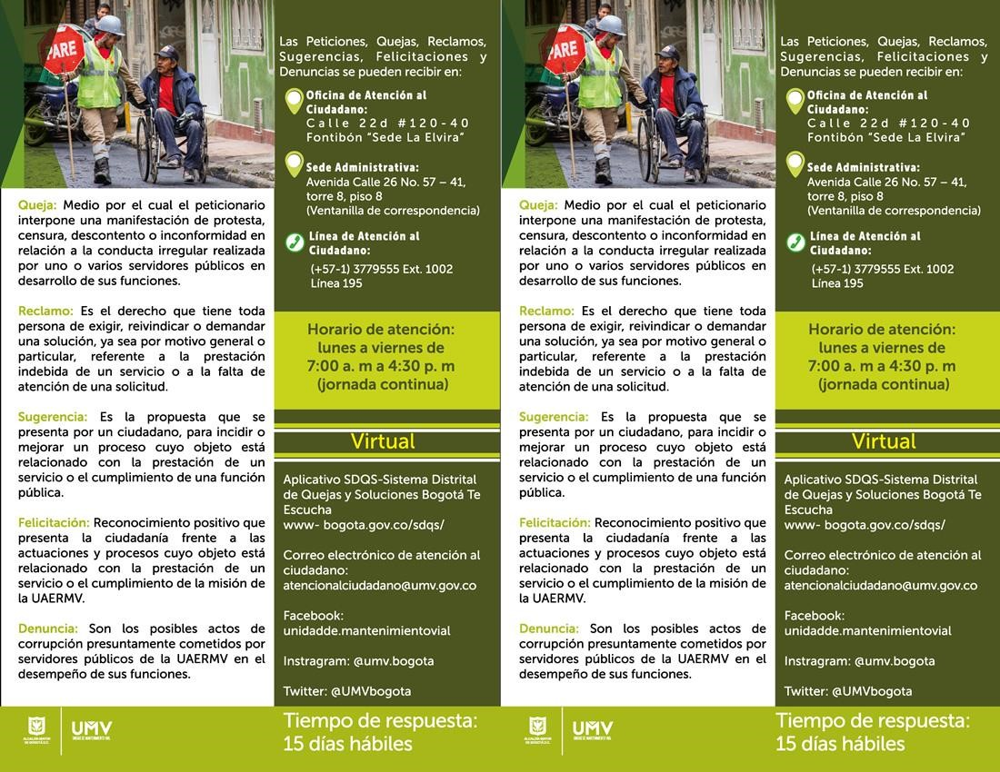 PARE
Queja: Medio por el cual el peticionario
interpone una manifestación de protesta,
censura, descontento o inconformidad en
relación a la conducta irregular realizada
por uno o varios servidores públicos en
desarrollo de sus funciones.
Reclamo: Es el derecho que tiene toda
persona de exigir, reivindicar o demandar
una solución, ya sea por motivo general o
particular, referente a la prestación
indebida de un servicio o a la falta de
atención de una solicitud.
Sugerencia: Es la propuesta que se
presenta por un ciudadano, para incidir o
mejorar un proceso cuyo objeto está
relacionado con la prestación de un
servicio o el cumplimiento de una función
pública.
Felicitación: Reconocimiento positivo que
presenta la ciudadanía frente a las
actuaciones y procesos cuyo objeto está
relacionado con la prestación de un
servicio o el cumplimiento de la misión de
la UAERMV.
Denuncia: Son los posibles actos de
corrupción presuntamente cometidos por
servidores públicos de la UAERMV en el
desempeño de sus funciones.
ALCALDÍA MAYOR
DE BOGOTÁ D.C.
UMV
UNIDAD DE MANTENIMIENTO VIAL
Las Peticiones, Quejas, Reclamos,
Sugerencias, Felicitaciones y
Denuncias se pueden recibir en:
Oficina de Atención al
Ciudadano:
Calle 22d #120-40
Fontibón “Sede La Elvira”
Sede Administrativa:
Avenida Calle 26 No. 57 – 41,
torre 8, piso 8
(Ventanilla de correspondencia)
Línea de Atención al
Ciudadano:
(+57-1) 3779555 Ext. 1002
Línea 195
Horario de atención:
lunes a viernes de
7:00 a. m a 4:30 p. m
(jornada continua)
Virtual
Aplicativo SDQS-Sistema Distrital
de Quejas y Soluciones Bogotá Te
Escucha
www- bogota.gov.co/sdqs/
Correo electrónico de atención al
ciudadano:
atencionalciudadano@umv.gov.co
Facebook:
unidadde.mantenimientovial
Instragram: @umv.bogota
Twitter: @UMVbogota
Tiempo de respuesta:
15 días hábiles
PARE
Queja: Medio por el cual el peticionario
interpone una manifestación de protesta,
censura, descontento o inconformidad en
relación a la conducta irregular realizada
por uno o varios servidores públicos en
desarrollo de sus funciones.
Reclamo: Es el derecho que tiene toda
persona de exigir, reivindicar o demandar
una solución, ya sea por motivo general o
particular, referente a la prestación
indebida de un servicio o a la falta de
atención de una solicitud.
Sugerencia: Es la propuesta que se
presenta por un ciudadano, para incidir o
mejorar un proceso cuyo objeto está
relacionado con la prestación de un
servicio o el cumplimiento de una función
pública.
Felicitación: Reconocimiento positivo que
presenta la ciudadanía frente a las
actuaciones y procesos cuyo objeto está
relacionado con la prestación de un
servicio o el cumplimiento de la misión de
la UAERMV.
Denuncia: Son los posibles actos de
corrupción presuntamente cometidos por
servidores públicos de la UAERMV en el
desempeño de sus funciones.
ALCALDÍA MAYOR
DE BOGOTÁ D.C.
UMV
UNIDAD DE MANTENIMIENTO VIAL
Las Peticiones, Quejas, Reclamos,
Sugerencias, Felicitaciones y
Denuncias se pueden recibir en:
Oficina de Atención al
Ciudadano:
Calle 22d #120-40
Fontibón “Sede La Elvira”
Sede Administrativa:
Avenida Calle 26 No. 57 – 41,
torre 8, piso 8
(Ventanilla de correspondencia)
Línea de Atención al
Ciudadano:
(+57-1) 3779555 Ext. 1002
Línea 195
Horario de atención:
lunes a viernes de
7:00 a. m a 4:30 p. m
(jornada continua)
Virtual
Aplicativo SDQS-Sistema Distrital
de Quejas y Soluciones Bogotá Te
Escucha
www- bogota.gov.co/sdqs/
Correo electrónico de atención al
ciudadano:
atencionalciudadano@umv.gov.co
Facebook:
unidadde.mantenimientovial
Instragram: @umv.bogota
Twitter: @UMVbogota
Tiempo de respuesta:
15 días hábiles